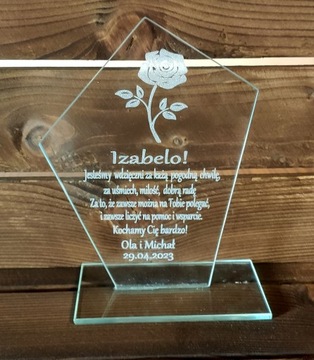 Izabelo!
Jesteśmy wdzięczni za każą pogodną chwilę,
za uśmiech, miłość, dobrą radę
Za to, że zawsze można na Tobie polegać,
i zawsze liczyć na pomoc i wsparcie.
Kochamy Cię bardzo!
Ola i Michał
29.04.2023